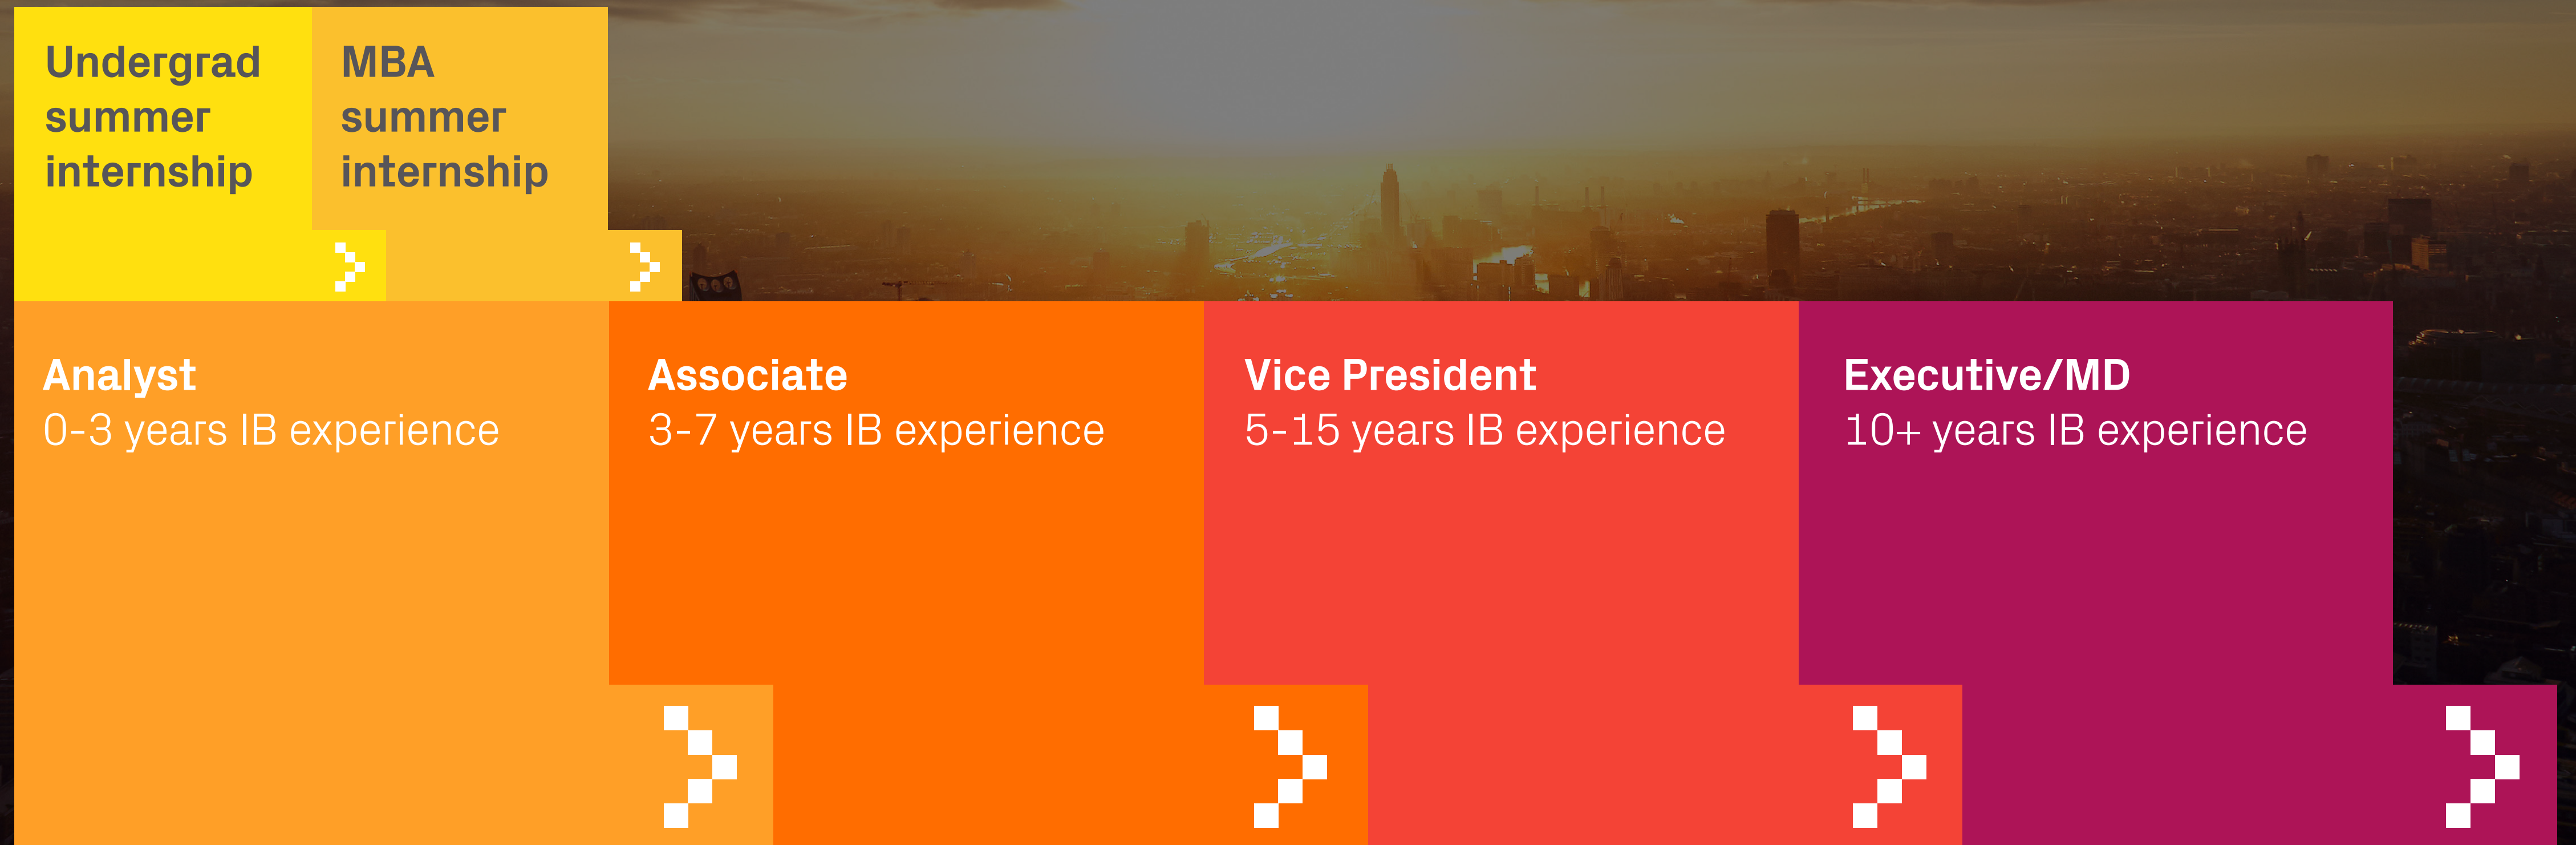 Undergrad
summer
internship
MBA
summer
internship
Analyst
0-3 years IB experience
Associate
3-7 years IB experience
Vice President
5-15 years IB experience
Executive/MD
10+ years IB experience